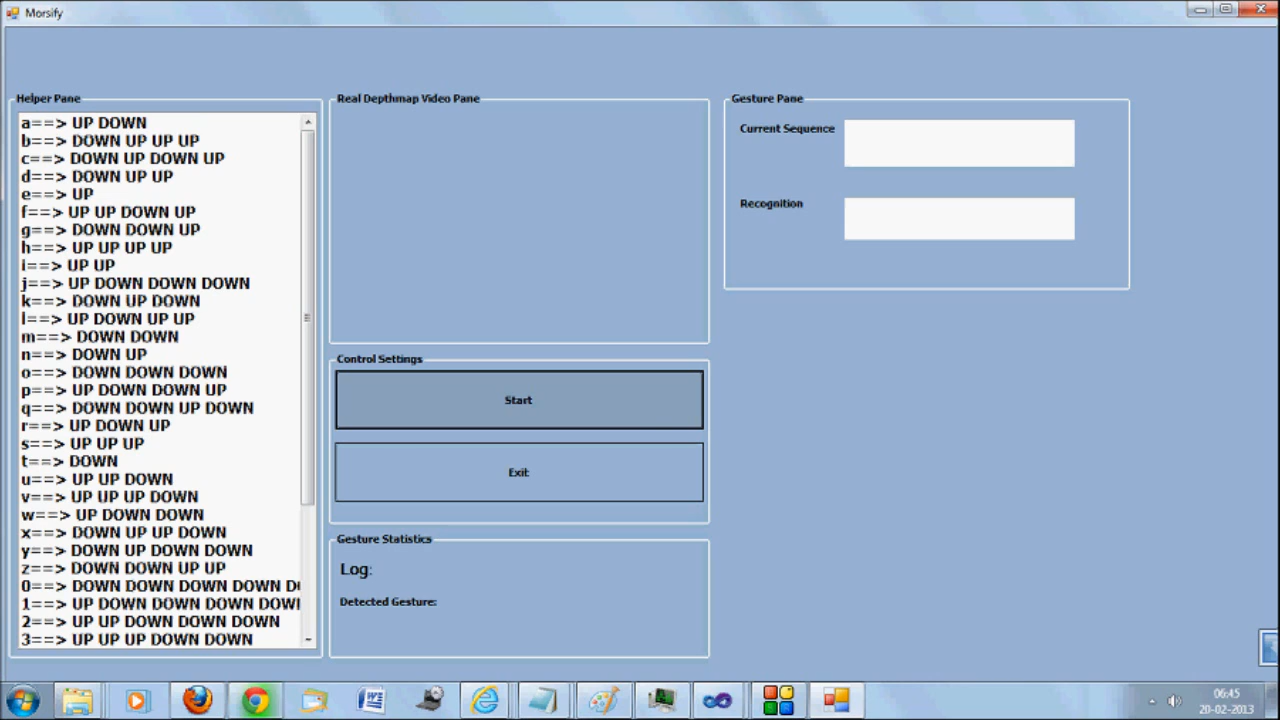 Morsify
Helper Pane
a==> UP DOWN
b==> DOWN UP UP UP
c==> DOWN UP DOWN UP
d==> DOWN UP UP
e==> UP
f==> UP UP DOWN UP
g==> DOWN DOWN UP
h==> UP UP UP UP
i==> UP UP
j==> UP DOWN DOWN DOWN
k==> DOWN UP DOWN
l==> UP DOWN UP UP
m==> DOWN DOWN
n==> DOWN UP
o==> DOWN DOWN DOWN
p==> UP DOWN DOWN UP
q==> DOWN DOWN UP DOWN
r==> UP DOWN UP
s==> UP UP UP
t==> DOWN
u==> UP UP DOWN
v==> UP UP UP DOWN
w==> UP DOWN DOWN
x==> DOWN UP UP DOWN
y==> DOWN UP DOWN DOWN
z==> DOWN DOWN UP UP
0==> DOWN DOWN DOWN DOWN
1==> UP DOWN DOWN DOWN
2==> UP UP DOWN DOWN DOWN
3==> UP UP UP DOWN DOWN
Real Depthmap Video Pane
Control Settings
Start
Exit
Gesture Statistics
Log:
Detected Gesture:
Gesture Pane
Current Sequence
Recognition
06:45
20-02-2013